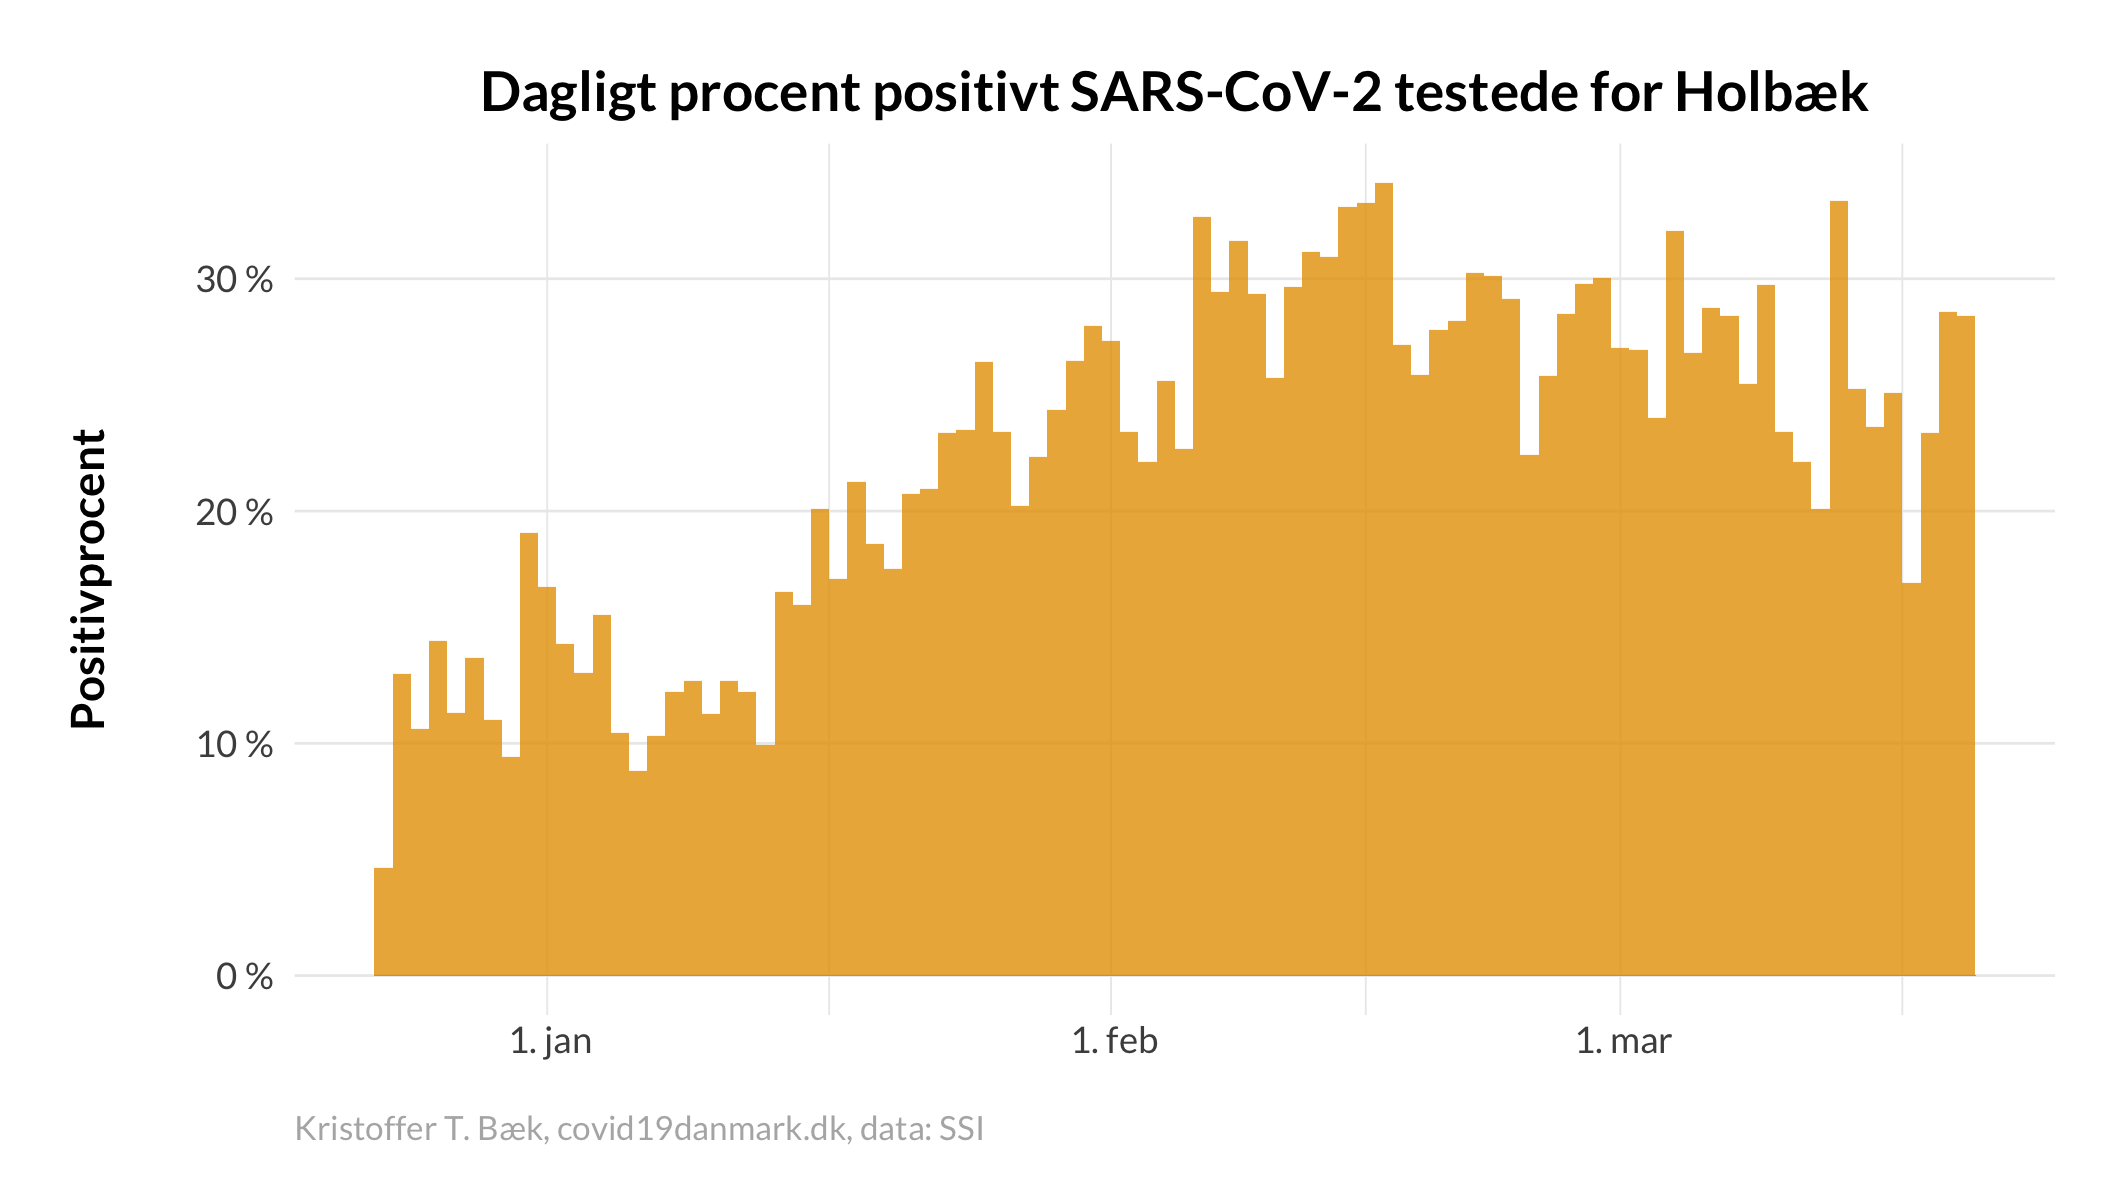 Dagligt procent positivt SARS-CoV-2 testede for Holbæk
Positivprocent
30 %
20 %
10 %
0 %
1. jan
1. feb
1. mar
Kristoffer T. Bæk, covid19danmark.dk, data: SSI